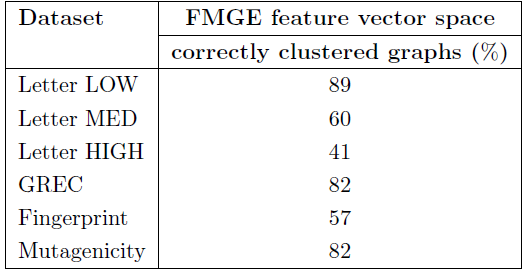 Dataset FMGE feature vector space
correctly clustered graphs (%)
Letter LOW 89
Letter MED 60
Letter HIGH 41
GREC 82
Fingerprint 57
Mutagenicity 82